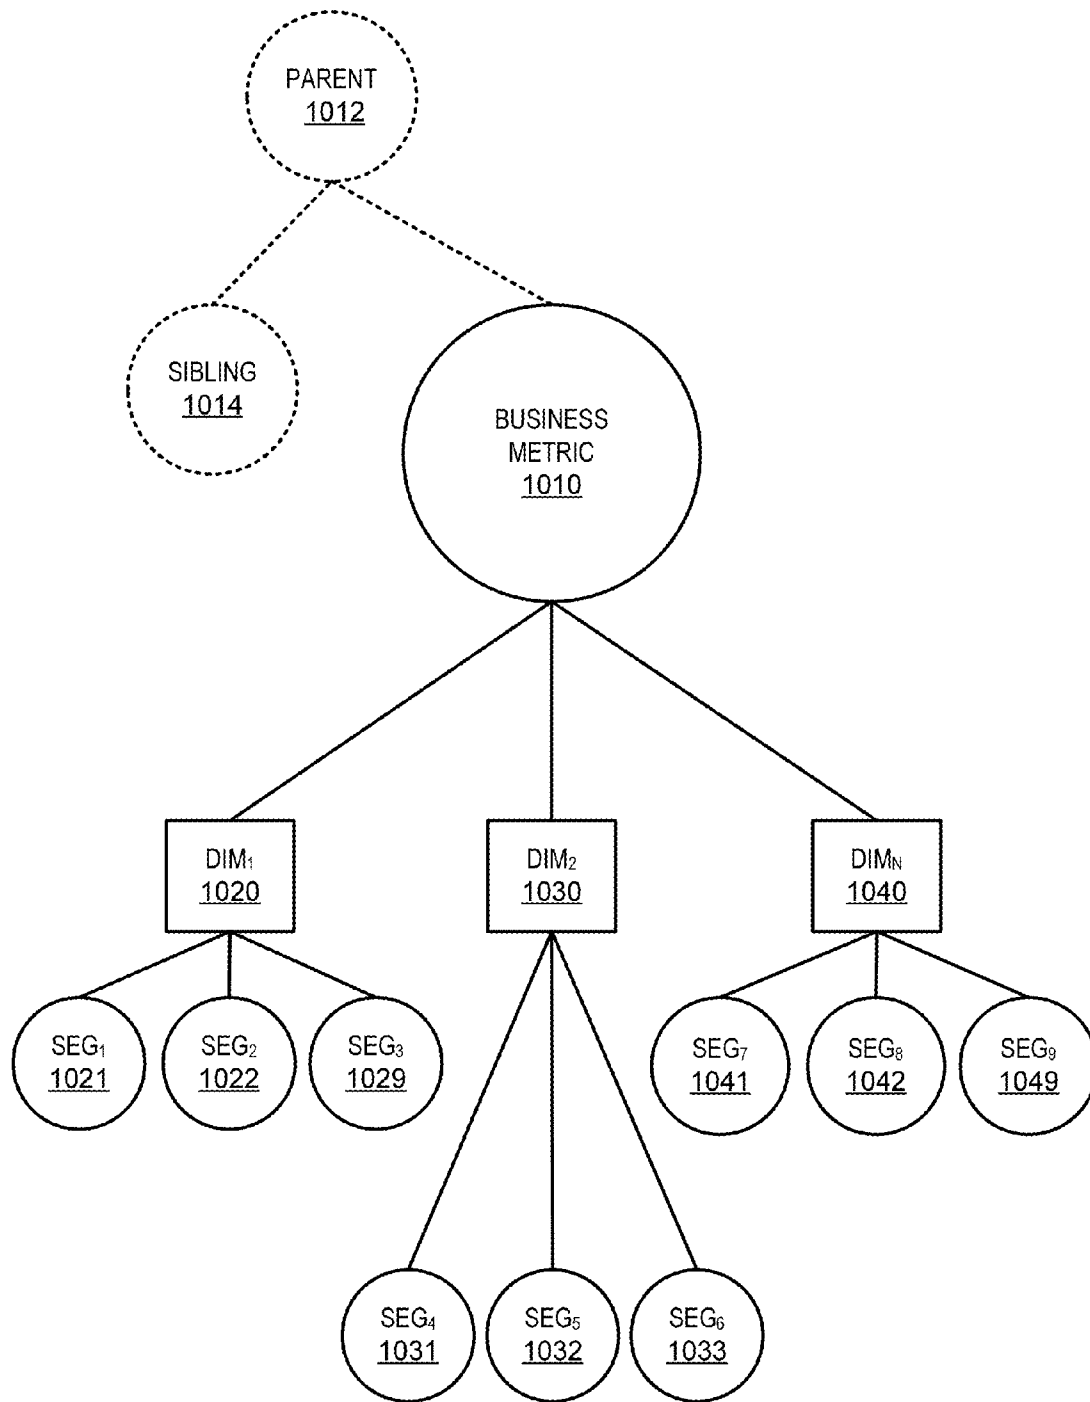 PARENT
1012
SIBLING
1014
BUSINESS
METRIC
1010
DIM₁
1020
DIM₂
1030
DIM_N
1040
SEG₁
1021
SEG₂
1022
SEG₃
1029
SEG₇
1041
SEG₈
1042
SEG₉
1049
SEG₄
1031
SEG₅
1032
SEG₆
1033